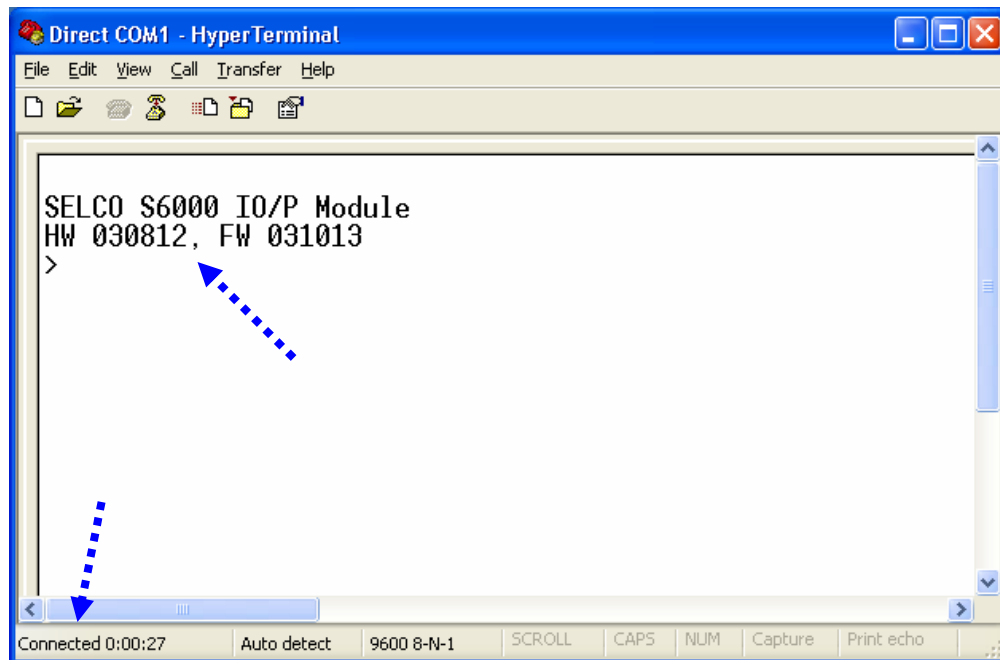 Direct COM1 - HyperTerminal
File Edit View Call Transfer Help
SELCO S6000 IO/P Module
HW 030812, FW 031013
>
Connected 0:00:27 Auto detect 9600 8-N-1 SCROLL CAPS NUM Capture Print echo